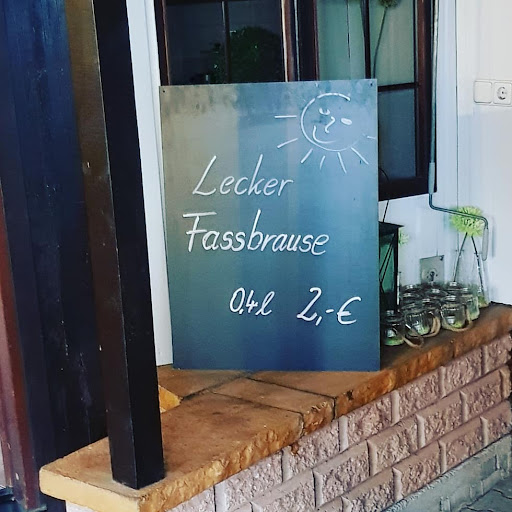 Lecker
Fassbrause
0,4l 2,-€